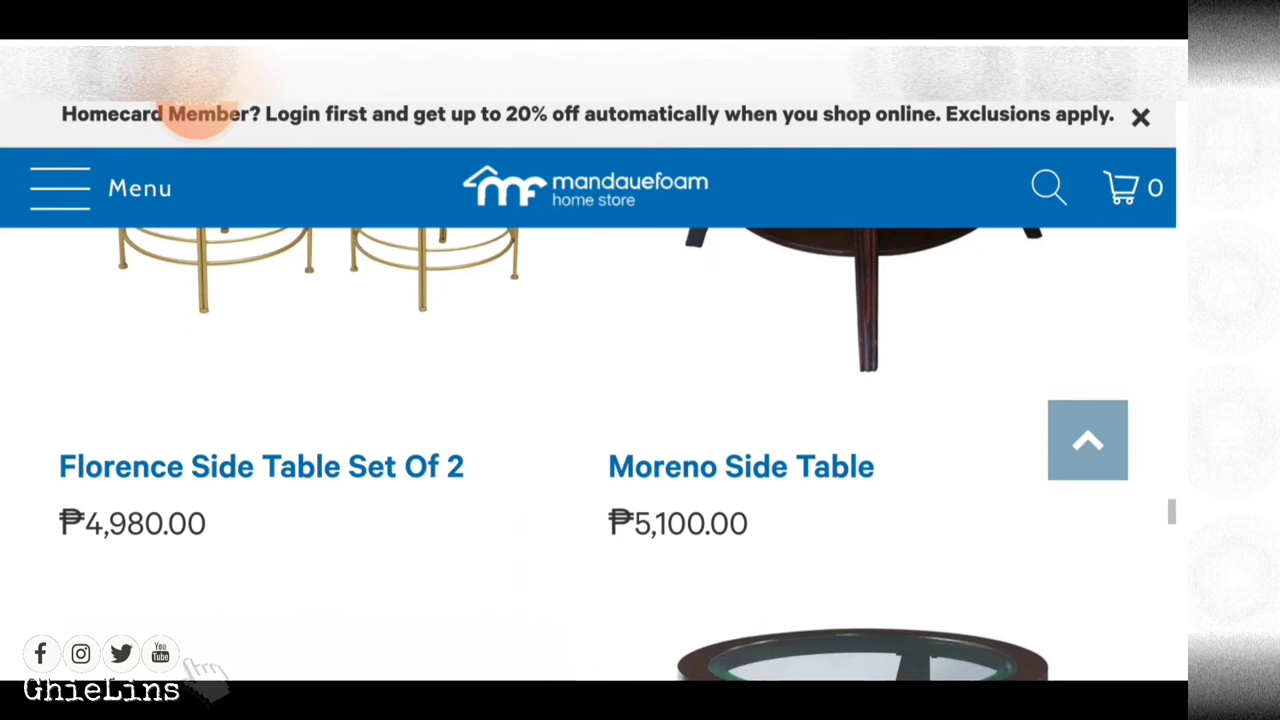 Homecard Member? Login first and get up to 20% off automatically when you shop online. Exclusions apply.
Menu
mandauefoam
home store
0
Florence Side Table Set Of 2
Moreno Side Table
₱4,980.00
₱5,100.00
You
Tube
GhieLins